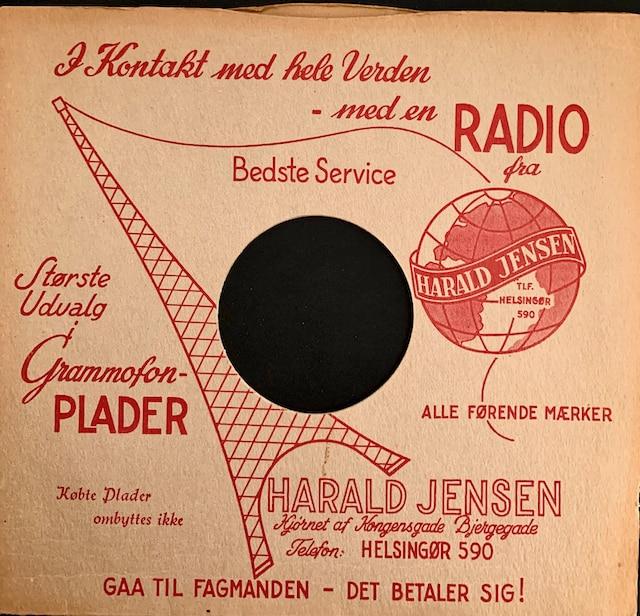 I Kontakt med hele Verden
- med en RADIO
fra
Bedste Service
HARALD JENSEN
TLF.
HELSINGØR
590
Største
Udvalg
i
Grammofon-
PLADER
ALLE FØRENDE MÆRKER
Købte Plader
ombyttes ikke
HARALD JENSEN
Hjørnet af Kongensgade Bjergegade
Telefon: HELSINGØR 590
GAA TIL FAGMANDEN - DET BETALER SIG!